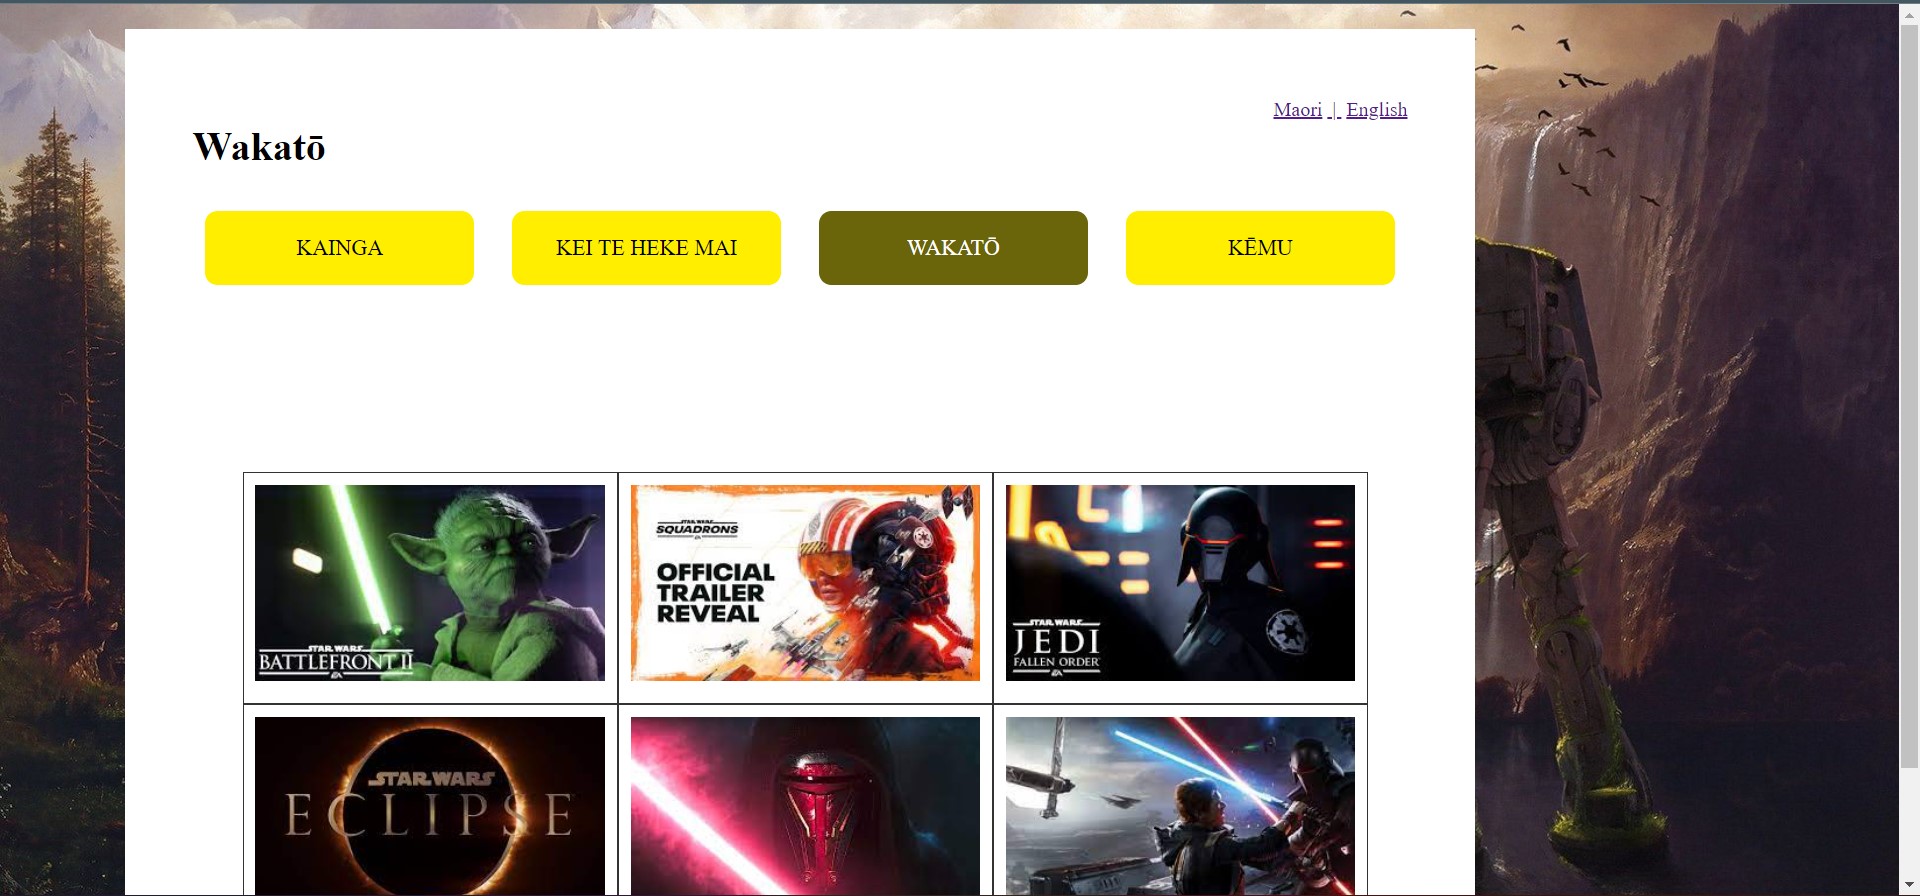 Maori | English
Wakatō
KAINGA
KEI TE HEKE MAI
WAKATŌ
KĒMU
STAR WARS
BATTLEFRONT II
EA
STAR WARS
SQUADRONS
EA
OFFICIAL
TRAILER
REVEAL
STAR WARS
JEDI
FALLEN ORDER
EA
STAR WARS
ECLIPSE